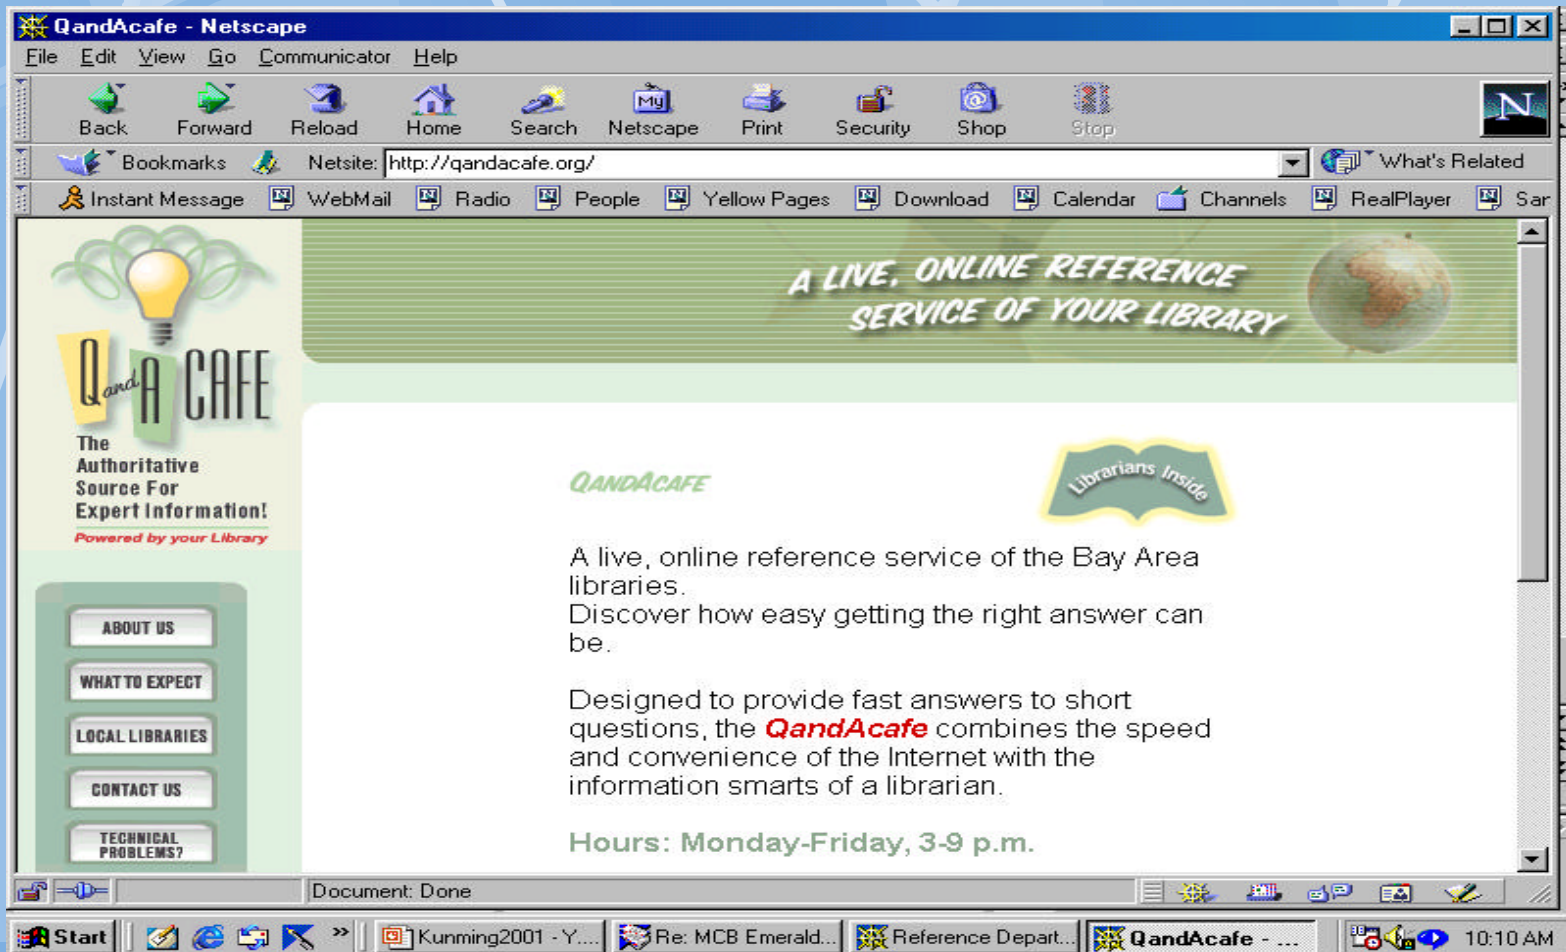 QandAcafe - Netscape
File Edit View Go Communicator Help
Back Forward Reload Home Search Netscape Print Security Shop Stop
My
N
Bookmarks Netsite: http://qandacafe.org/ What's Related
Instant Message WebMail Radio People Yellow Pages Download Calendar Channels RealPlayer Sar
A LIVE, ONLINE REFERENCE
SERVICE OF YOUR LIBRARY
Q and A CAFE
The
Authoritative
Source For
Expert Information!
Powered by your Library
ABOUT US
WHAT TO EXPECT
LOCAL LIBRARIES
CONTACT US
TECHNICAL
PROBLEMS?
QANDACAFE
Librarians Inside
A live, online reference service of the Bay Area
libraries.
Discover how easy getting the right answer can
be.
Designed to provide fast answers to short
questions, the QandAcafe combines the speed
and convenience of the Internet with the
information smarts of a librarian.
Hours: Monday-Friday, 3-9 p.m.
Document: Done
Start » Kunming2001 - Y.... Re: MCB Emerald... Reference Depart... QandAcafe - ... 10:10 AM